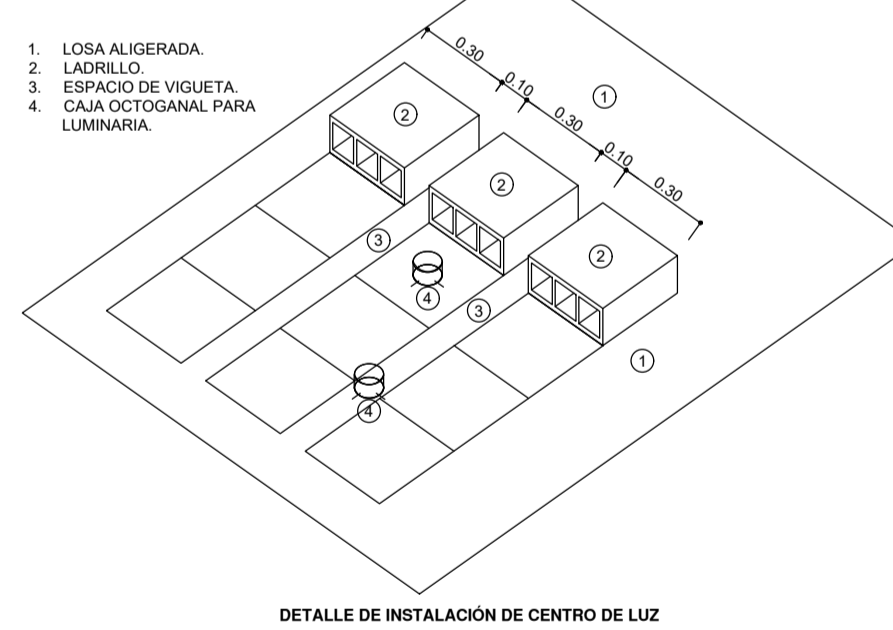 1. LOSA ALIGERADA.
2. LADRILLO.
3. ESPACIO DE VIGUETA.
4. CAJA OCTOGANAL PARA
LUMINARIA.
0.30
0.10
0.30
0.10
0.30
1
2
2
2
3
3
4
4
1
DETALLE DE INSTALACIÓN DE CENTRO DE LUZ